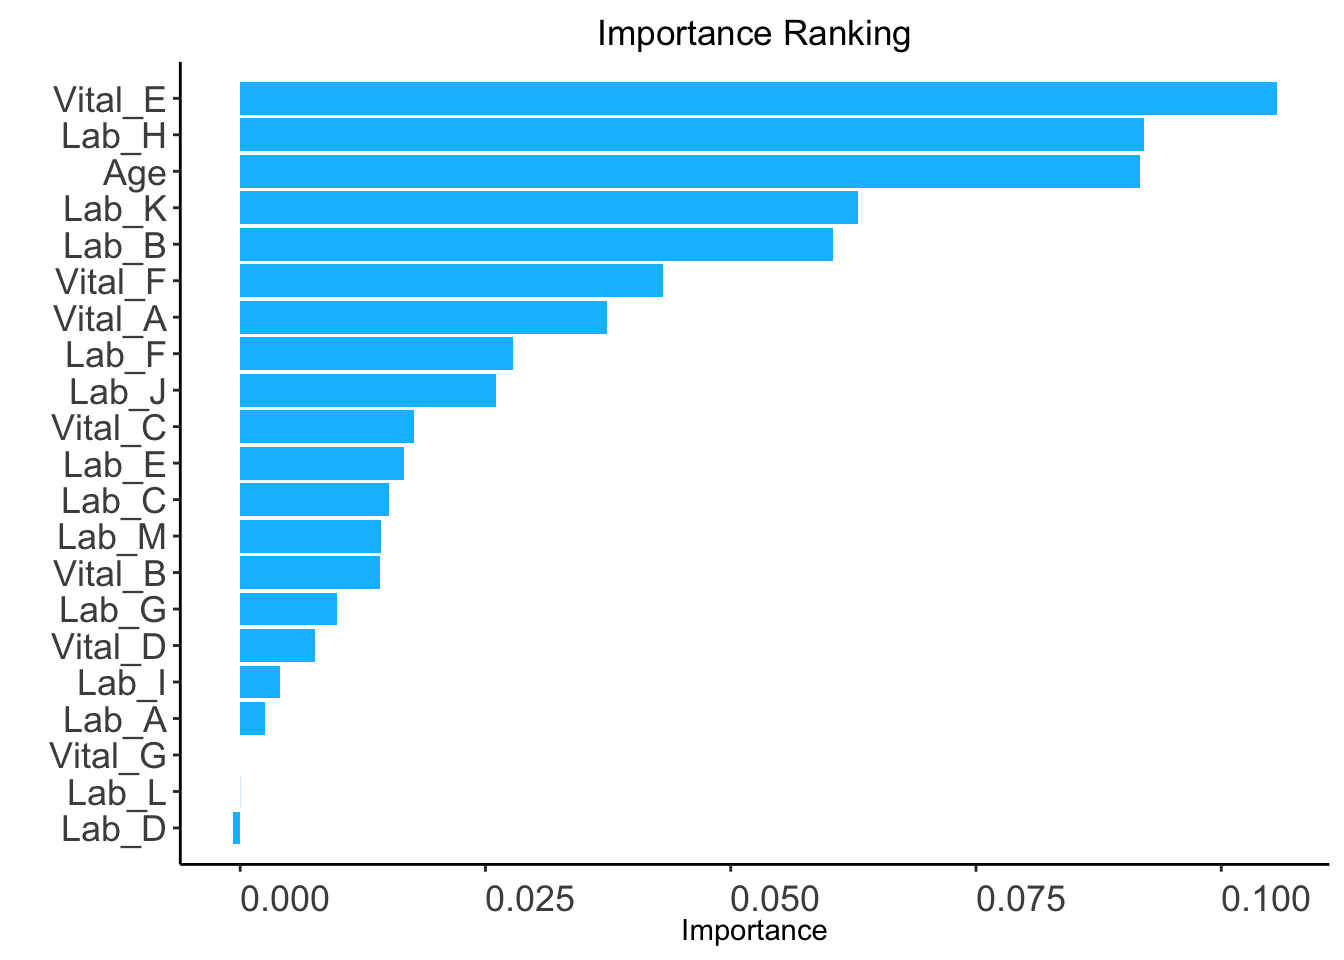 Importance Ranking
Vital_E
Lab_H
Age
Lab_K
Lab_B
Vital_F
Vital_A
Lab_F
Lab_J
Vital_C
Lab_E
Lab_C
Lab_M
Vital_B
Lab_G
Vital_D
Lab_I
Lab_A
Vital_G
Lab_L
Lab_D
0.000 0.025 0.050 0.075 0.100
Importance